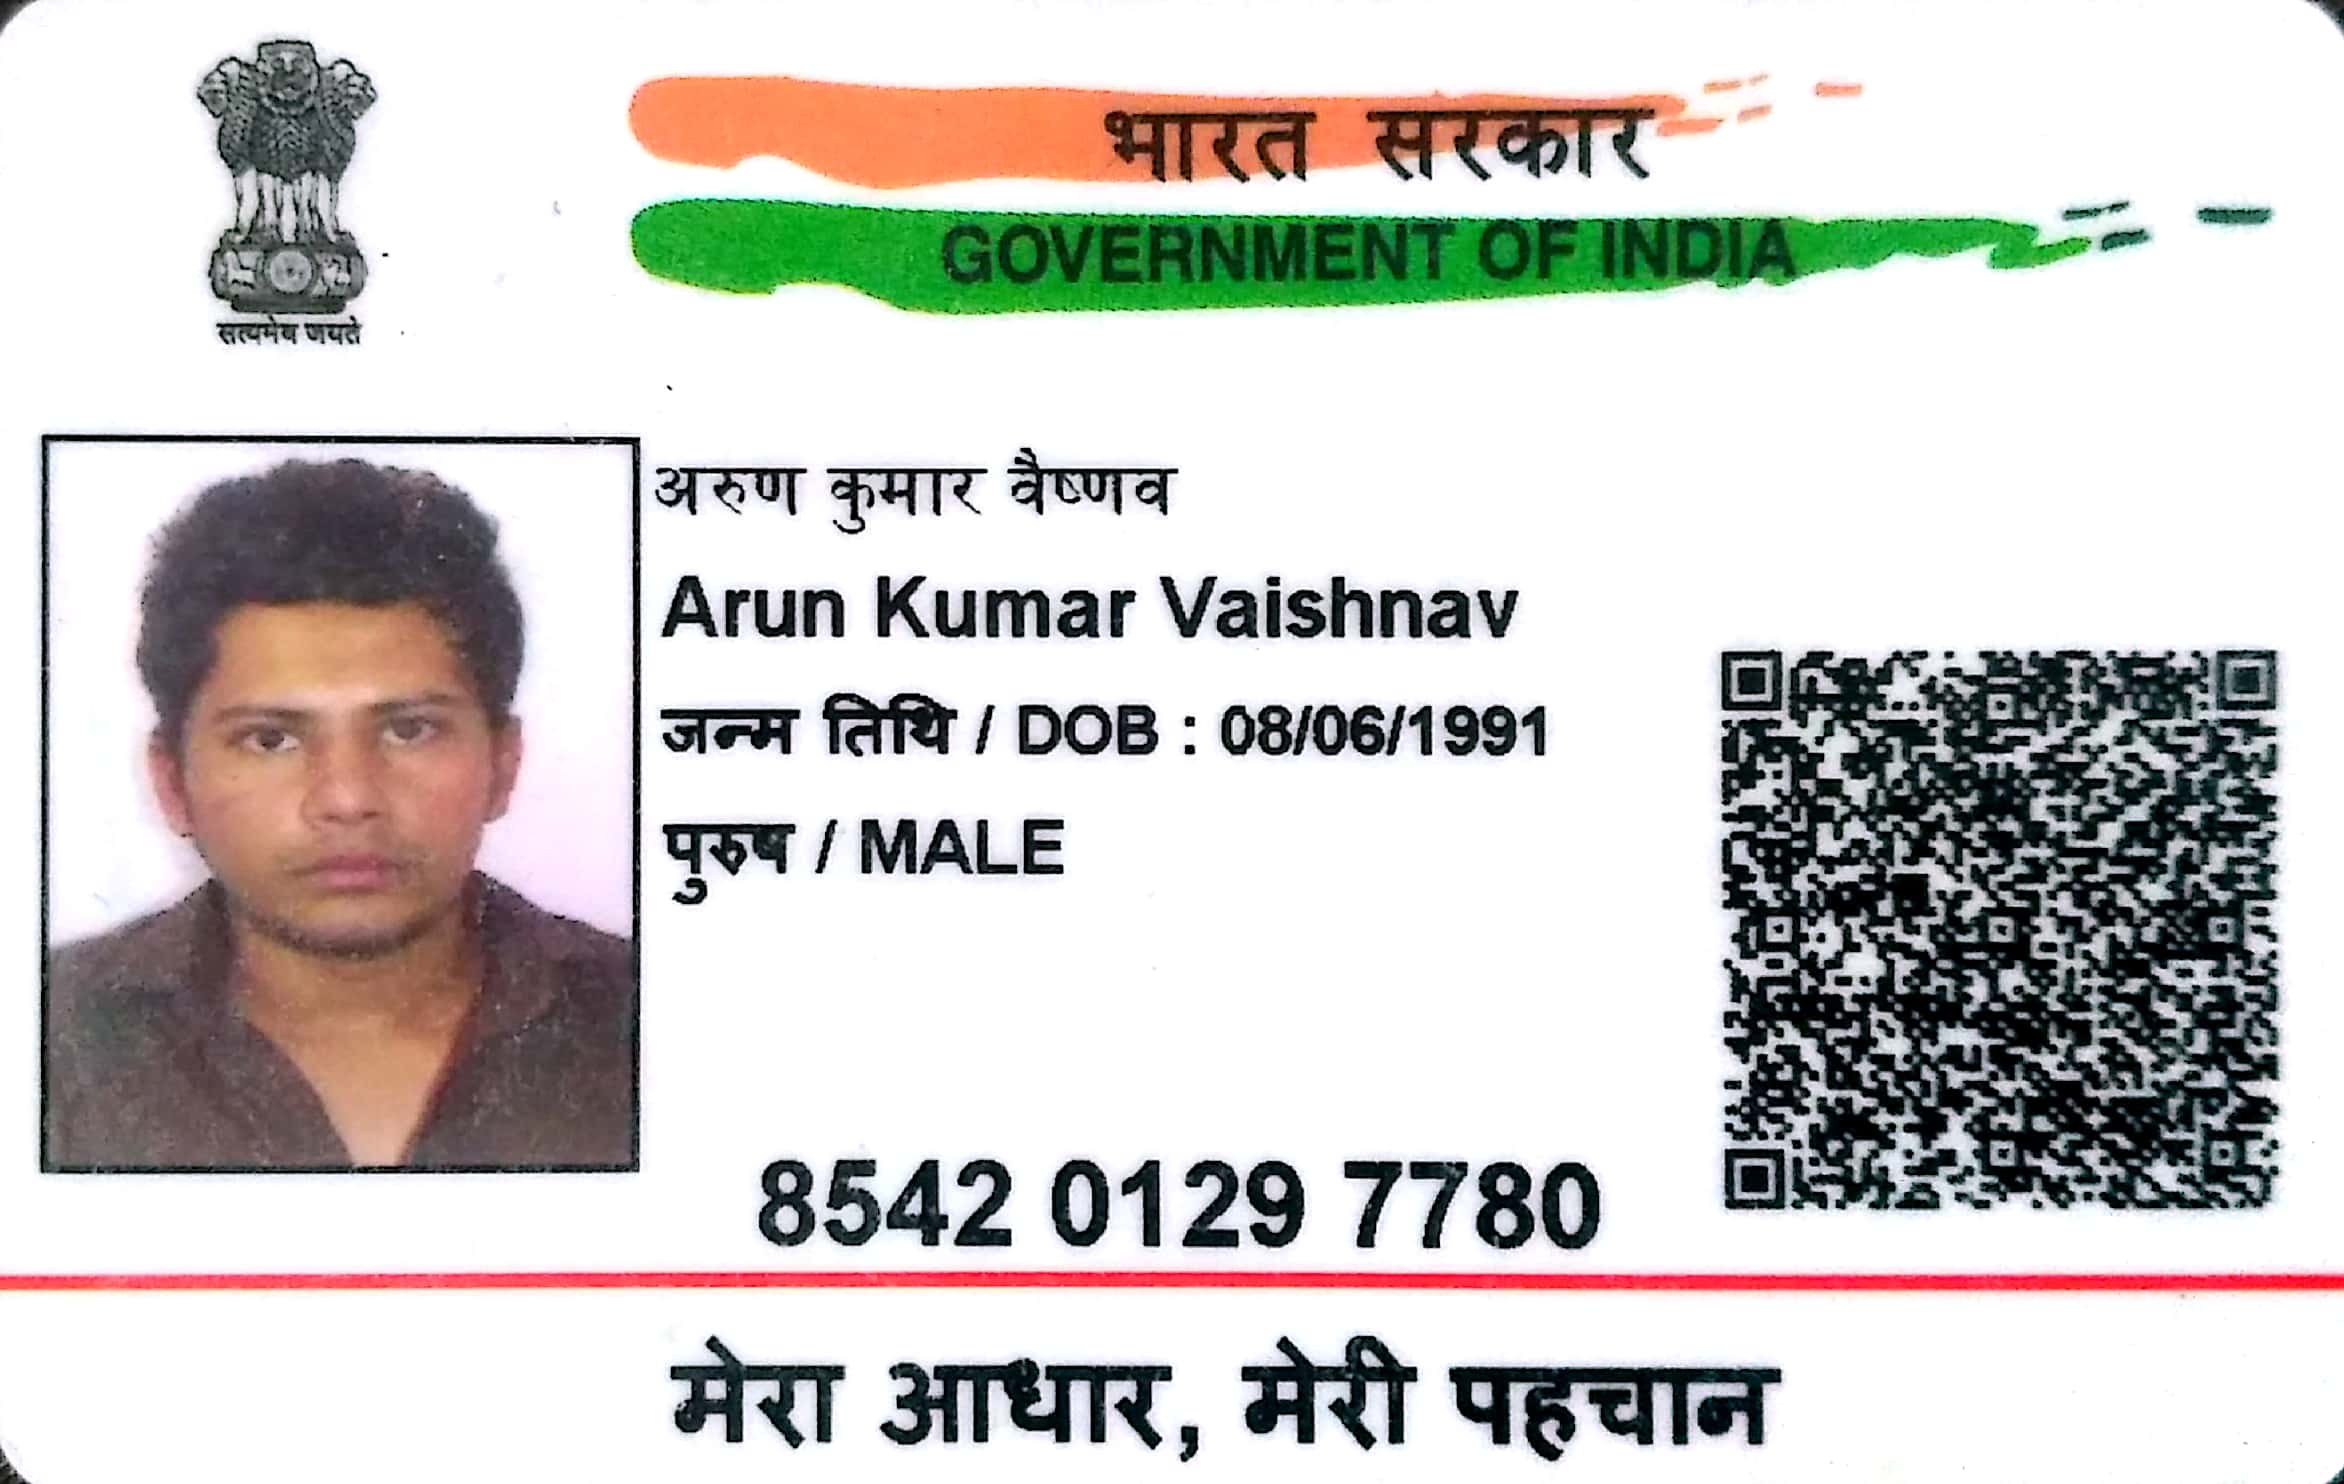 सत्यमेव जयते
भारत सरकार
GOVERNMENT OF INDIA
अरुण कुमार वैष्णव
Arun Kumar Vaishnav
जन्म तिथि / DOB : 08/06/1991
पुरुष / MALE
8542 0129 7780
मेरा आधार, मेरी पहचान